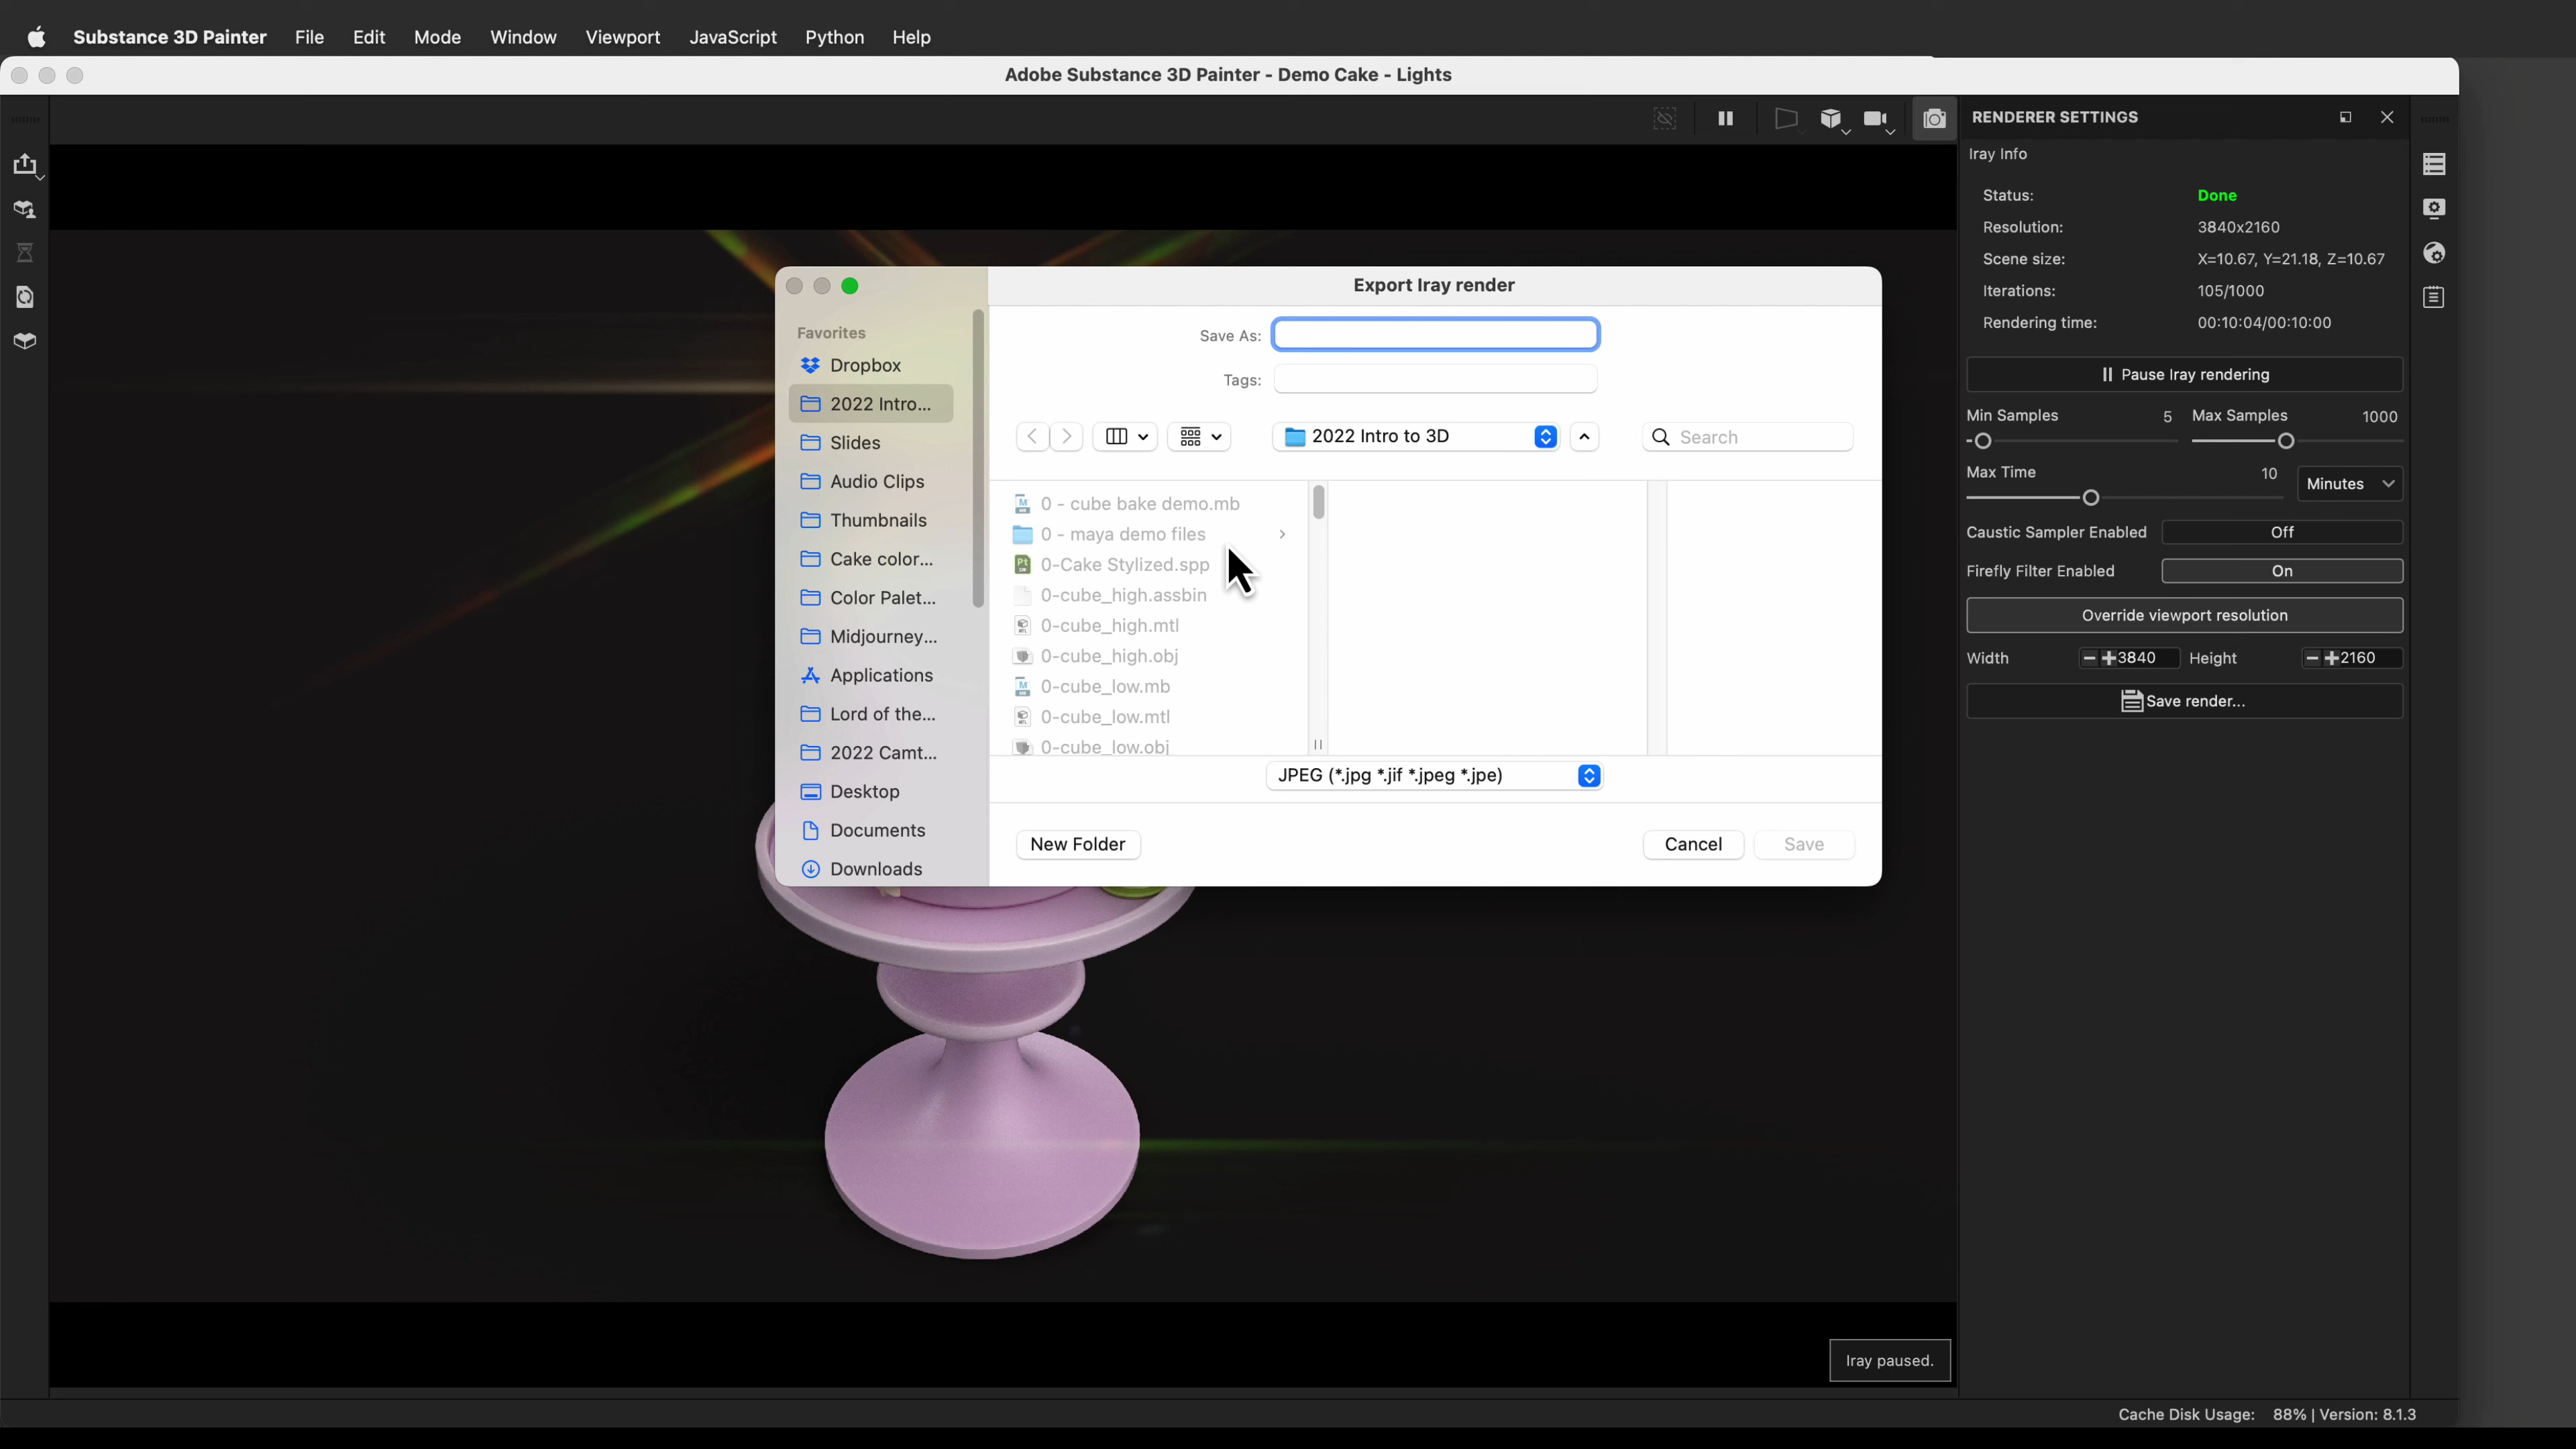 Substance 3D Painter File Edit Mode Window Viewport JavaScript Python Help
Adobe Substance 3D Painter - Demo Cake - Lights
RENDERER SETTINGS
Iray Info
Status: Done
Resolution: 3840x2160
Scene size: X=10.67, Y=21.18, Z=10.67
Iterations: 105/1000
Rendering time: 00:10:04/00:10:00
Pause Iray rendering
Min Samples 5 Max Samples 1000
Max Time 10 Minutes
Caustic Sampler Enabled Off
Firefly Filter Enabled On
Override viewport resolution
Width 3840 Height 2160
Save render...
Export Iray render
Save As:
Tags:
2022 Intro to 3D
Search
Favorites
Dropbox
2022 Intro...
Slides
Audio Clips
Thumbnails
Cake color...
Color Palet...
Midjourney...
Applications
Lord of the...
2022 Camt...
Desktop
Documents
Downloads
0 - cube bake demo.mb
0 - maya demo files
0-Cake Stylized.spp
0-cube_high.assbin
0-cube_high.mtl
0-cube_high.obj
0-cube_low.mb
0-cube_low.mtl
0-cube_low.obj
JPEG (*.jpg *.jif *.jpeg *.jpe)
New Folder Cancel Save
Iray paused.
Cache Disk Usage: 88% | Version: 8.1.3